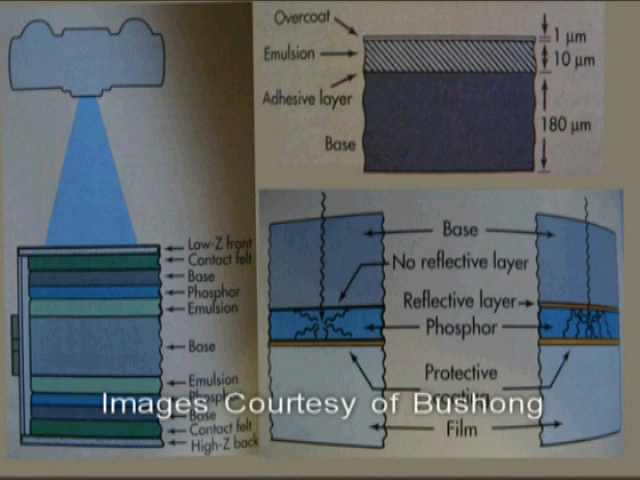 Overcoat
Emulsion
Adhesive layer
Base
1 µm
10 µm
180 µm
Low-Z front
Contact felt
Base
Phosphor
Emulsion
Base
Emulsion
Phosphor
Base
Contact felt
High-Z back
Base
No reflective layer
Reflective layer
Phosphor
Protective
coating
Film
Images Courtesy of Bushong